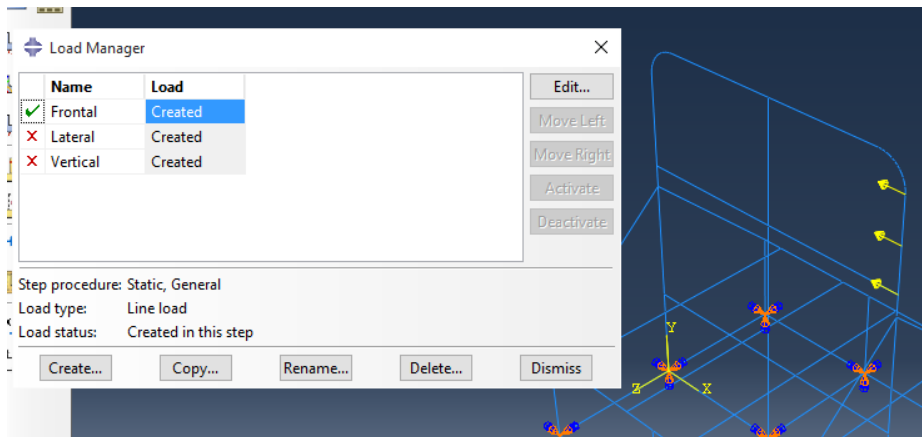 Load Manager
Name Load
Edit...
Frontal Created
Move Left
Lateral Created
Vertical Created
Move Right
Activate
Deactivate
Step procedure: Static, General
Load type: Line load
Load status: Created in this step
Create... Copy... Rename... Delete... Dismiss
Y
Z X